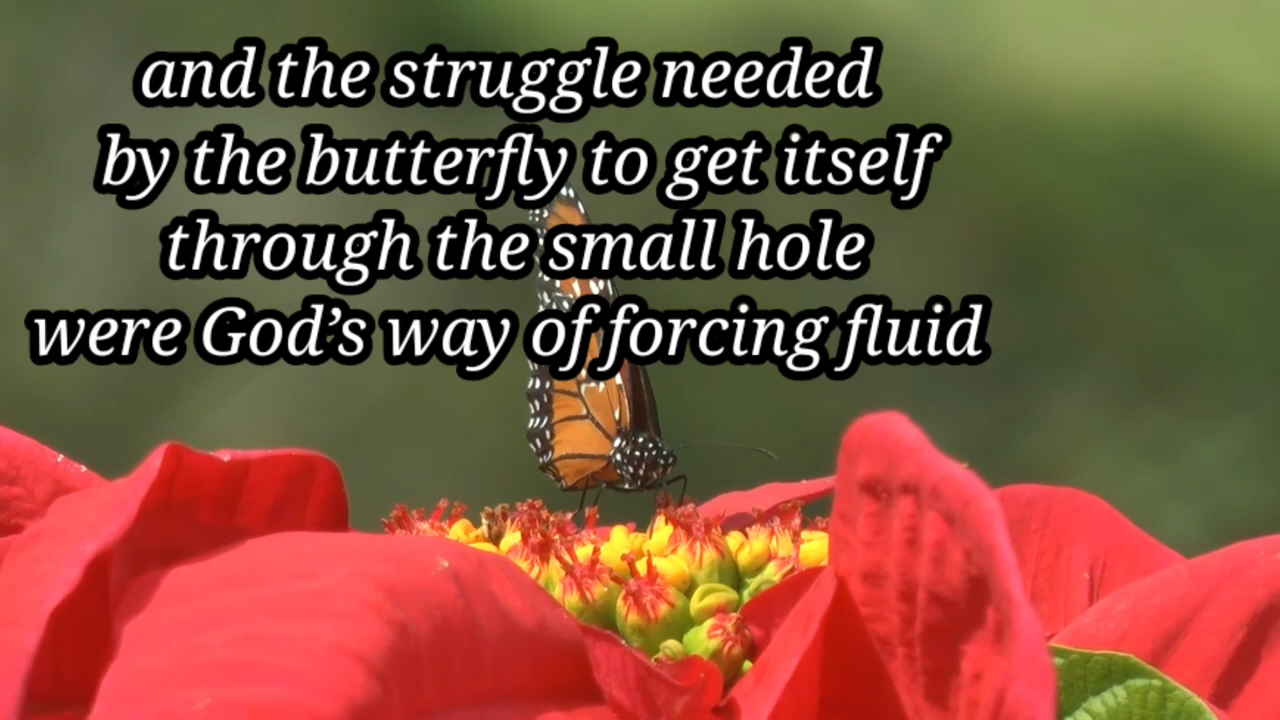 and the struggle needed
by the butterfly to get itself
through the small hole
were God’s way of forcing fluid